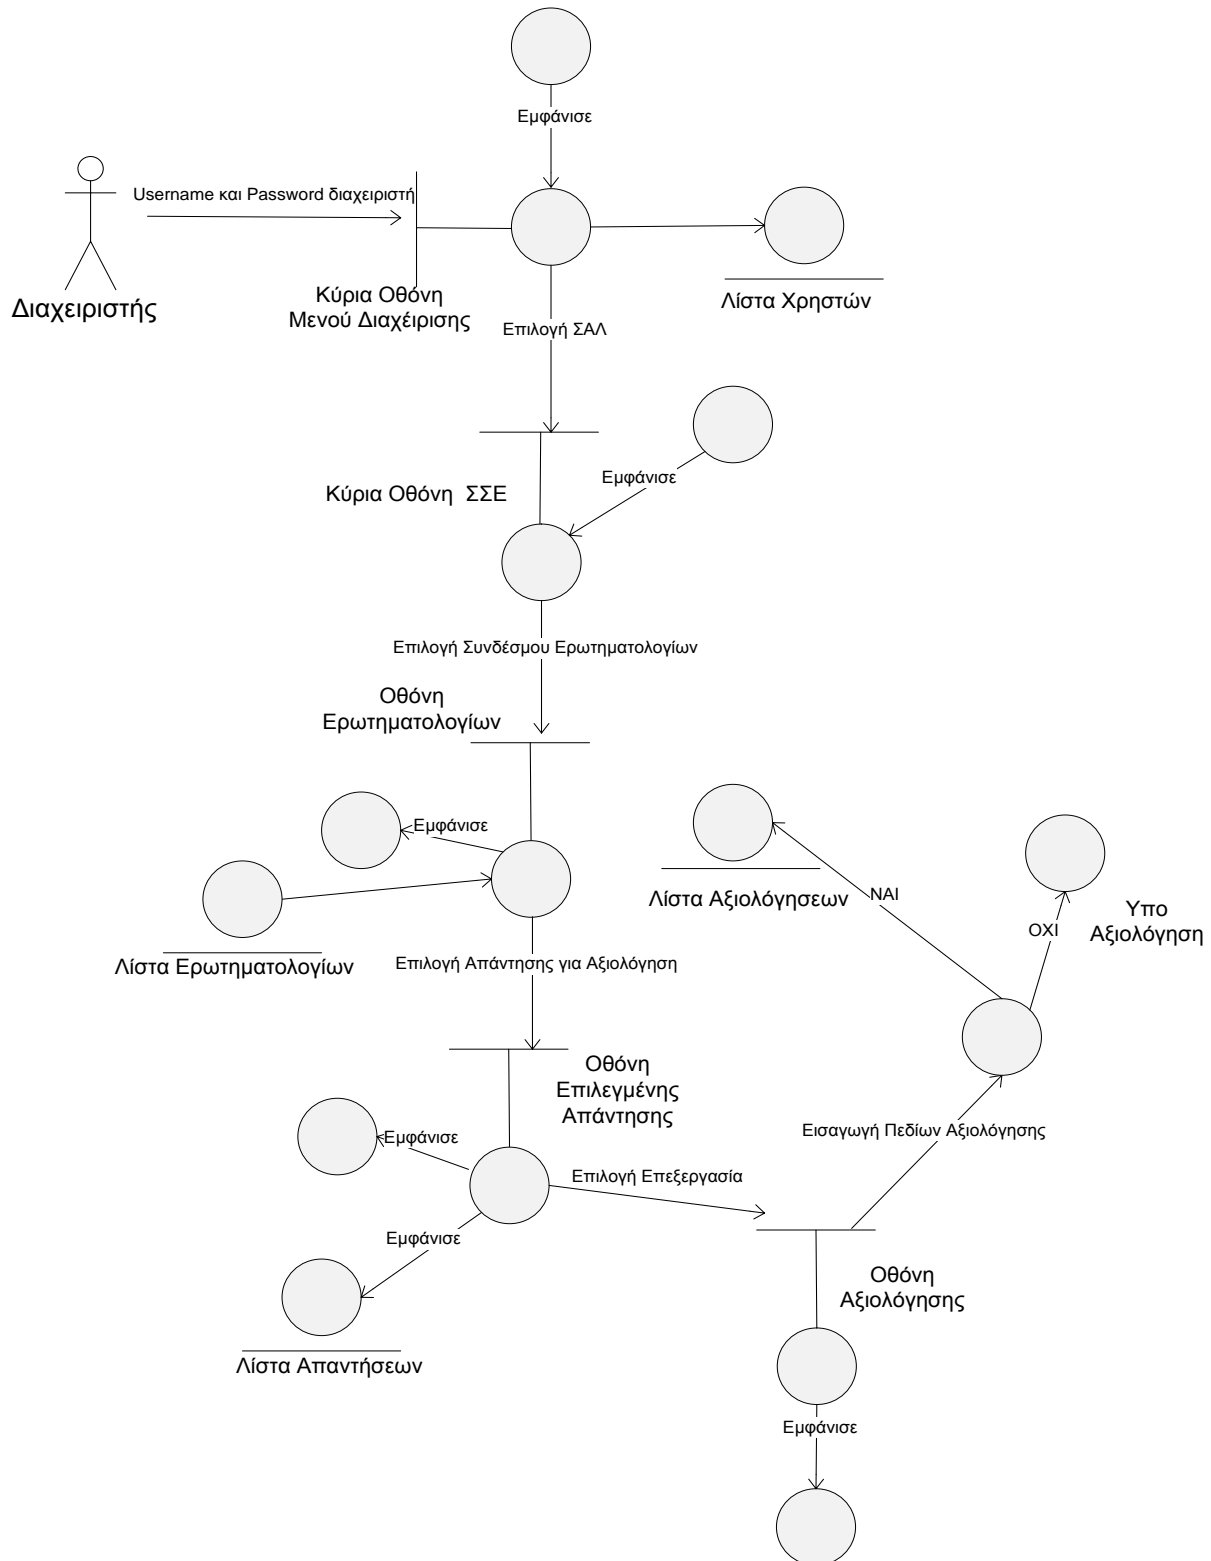 Εμφάνισε
Username και Password διαχειριστή
Διαχειριστής
Κύρια Οθόνη
Μενού Διαχέιρισης
Λίστα Χρηστών
Επιλογή ΣΑΛ
Κύρια Οθόνη ΣΣΕ
Εμφάνισε
Επιλογή Συνδέσμου Ερωτηματολογίων
Οθόνη
Ερωτηματολογίων
Εμφάνισε
Λίστα Ερωτηματολογίων
Επιλογή Απάντησης για Αξιολόγηση
Λίστα Αξιολόγησεων
ΝΑΙ
ΟΧΙ
Υπο
Αξιολόγηση
Οθόνη
Επιλεγμένης
Απάντησης
Εμφάνισε
Επιλογή Επεξεργασία
Εισαγωγή Πεδίων Αξιολόγησης
Εμφάνισε
Λίστα Απαντήσεων
Οθόνη
Αξιολόγησης
Εμφάνισε